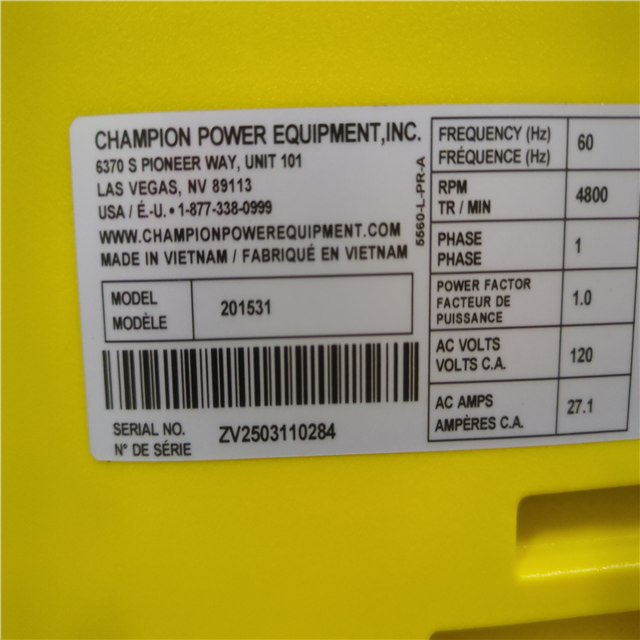 CHAMPION POWER EQUIPMENT,INC.
6370 S PIONEER WAY, UNIT 101
LAS VEGAS, NV 89113
USA / É.-U. • 1-877-338-0999
WWW.CHAMPIONPOWEREQUIPMENT.COM
MADE IN VIETNAM / FABRIQUÉ EN VIETNAM
5560-L-PR-A
MODEL
MODÈLE
201531
SERIAL NO.
N° DE SÉRIE
ZV2503110284
FREQUENCY (Hz)
FRÉQUENCE (Hz)
60
RPM
TR / MIN
4800
PHASE
PHASE
1
POWER FACTOR
FACTEUR DE
PUISSANCE
1.0
AC VOLTS
VOLTS C.A.
120
AC AMPS
AMPÈRES C.A.
27.1